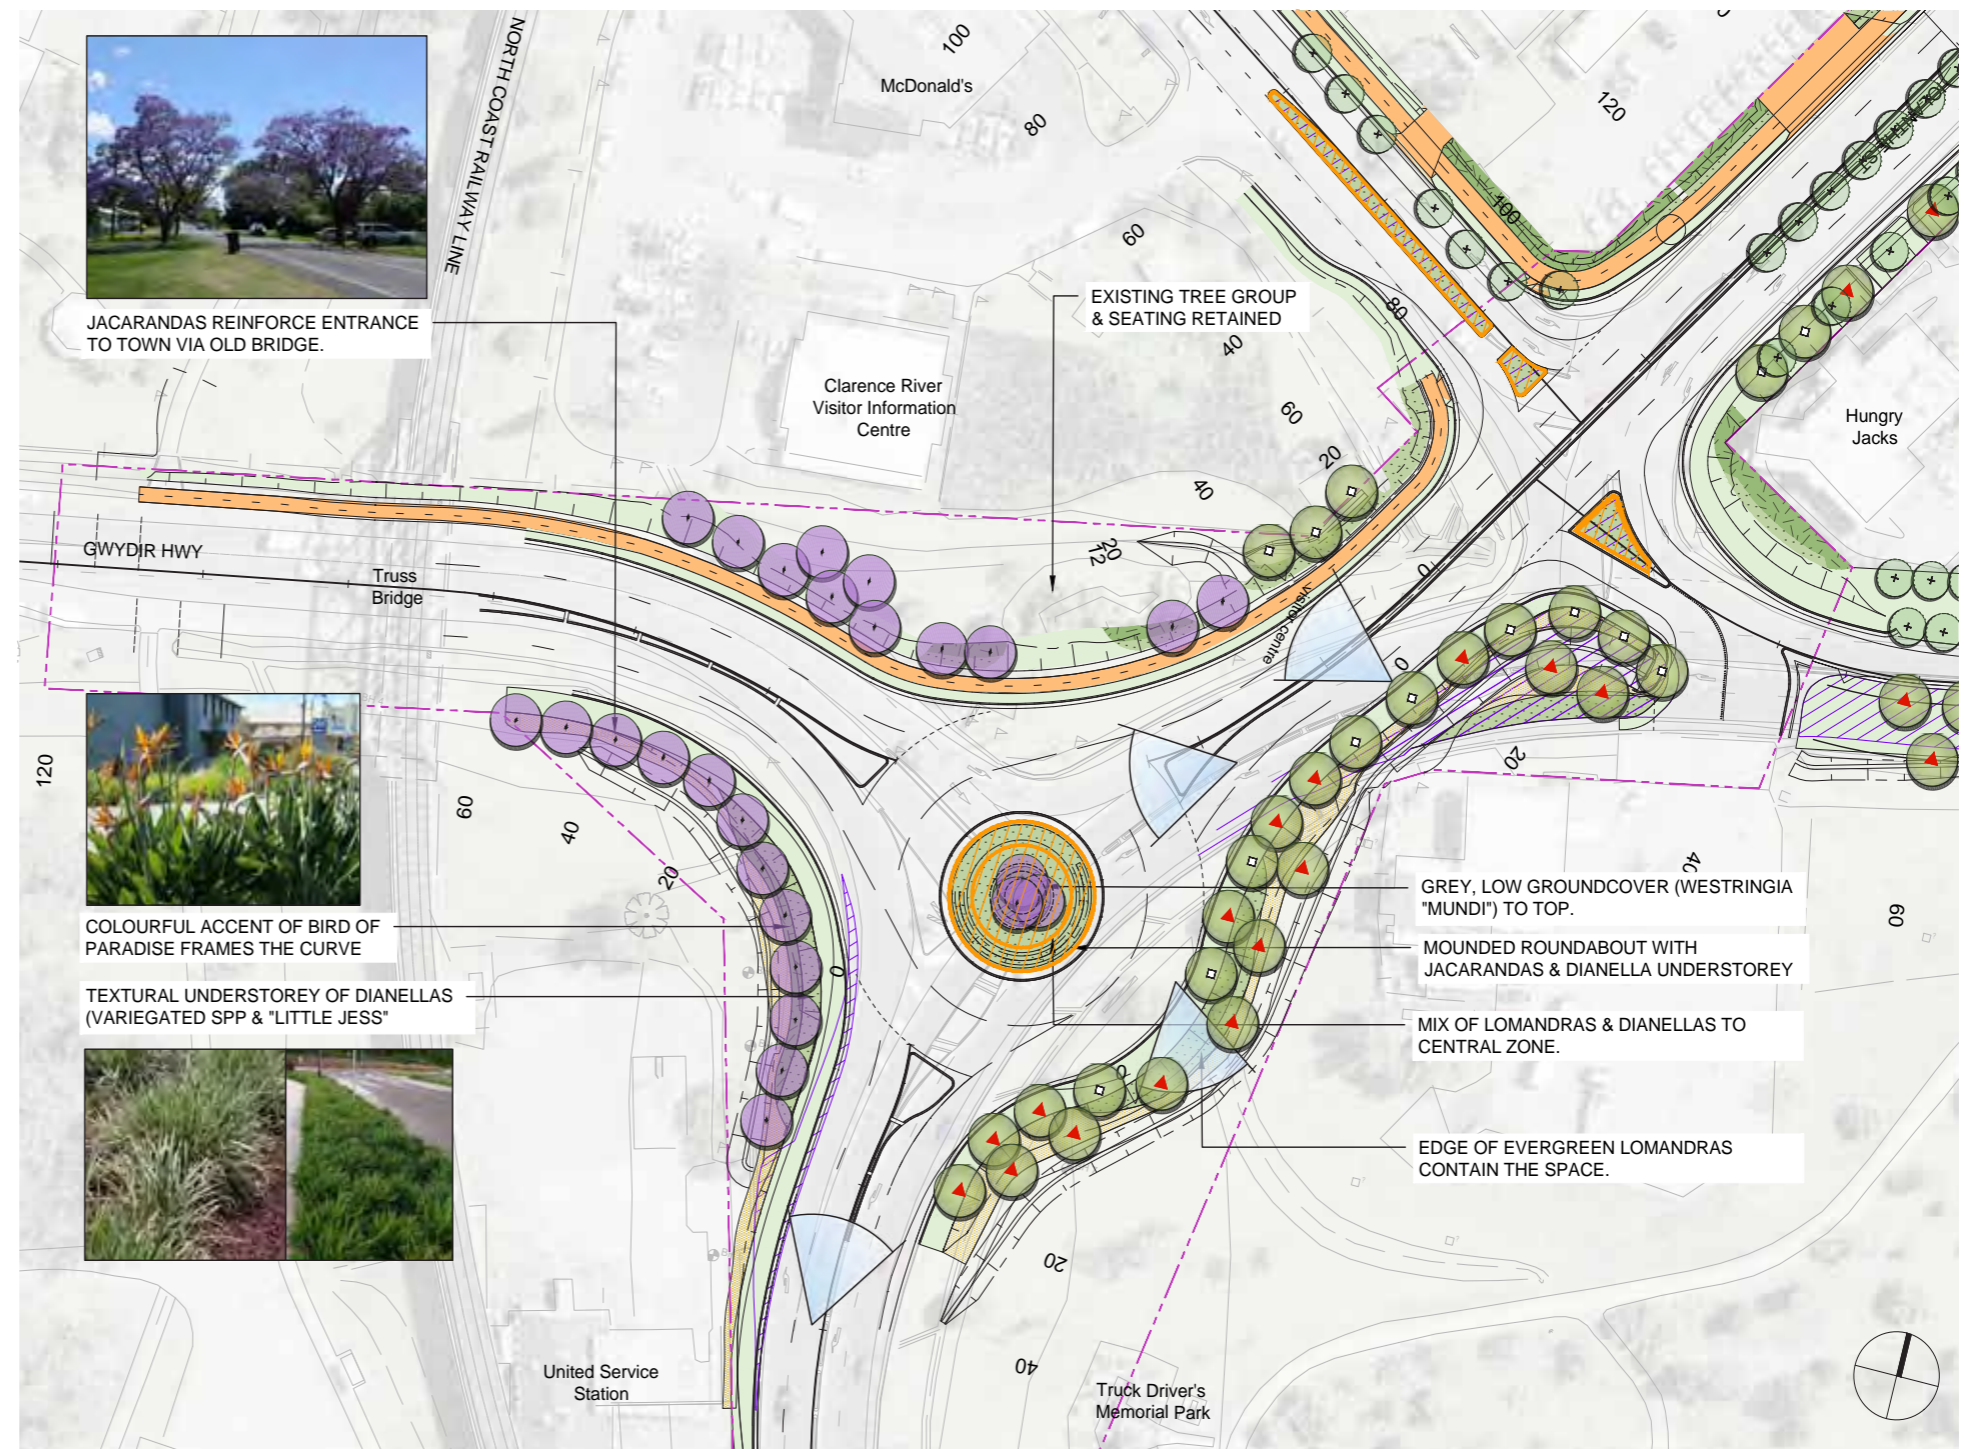 NORTH COAST RAILWAY LINE
100
McDonald's
80
120
100
60
EXISTING TREE GROUP
& SEATING RETAINED
80
40
JACARANDAS REINFORCE ENTRANCE
TO TOWN VIA OLD BRIDGE.
Clarence River
Visitor Information
Centre
60
Hungry
Jacks
20
40
GWYDIR HWY
20
72
Truss
Bridge
0
visitor centre
0
120
60
40
20
20
40
GREY, LOW GROUNDCOVER (WESTRINGIA
"MUNDI") TO TOP.
60
COLOURFUL ACCENT OF BIRD OF
PARADISE FRAMES THE CURVE
MOUNDED ROUNDABOUT WITH
JACARANDAS & DIANELLA UNDERSTOREY
0
TEXTURAL UNDERSTOREY OF DIANELLAS
(VARIEGATED SPP & "LITTLE JESS"
MIX OF LOMANDRAS & DIANELLAS TO
CENTRAL ZONE.
EDGE OF EVERGREEN LOMANDRAS
CONTAIN THE SPACE.
20
40
United Service
Station
Truck Driver's
Memorial Park